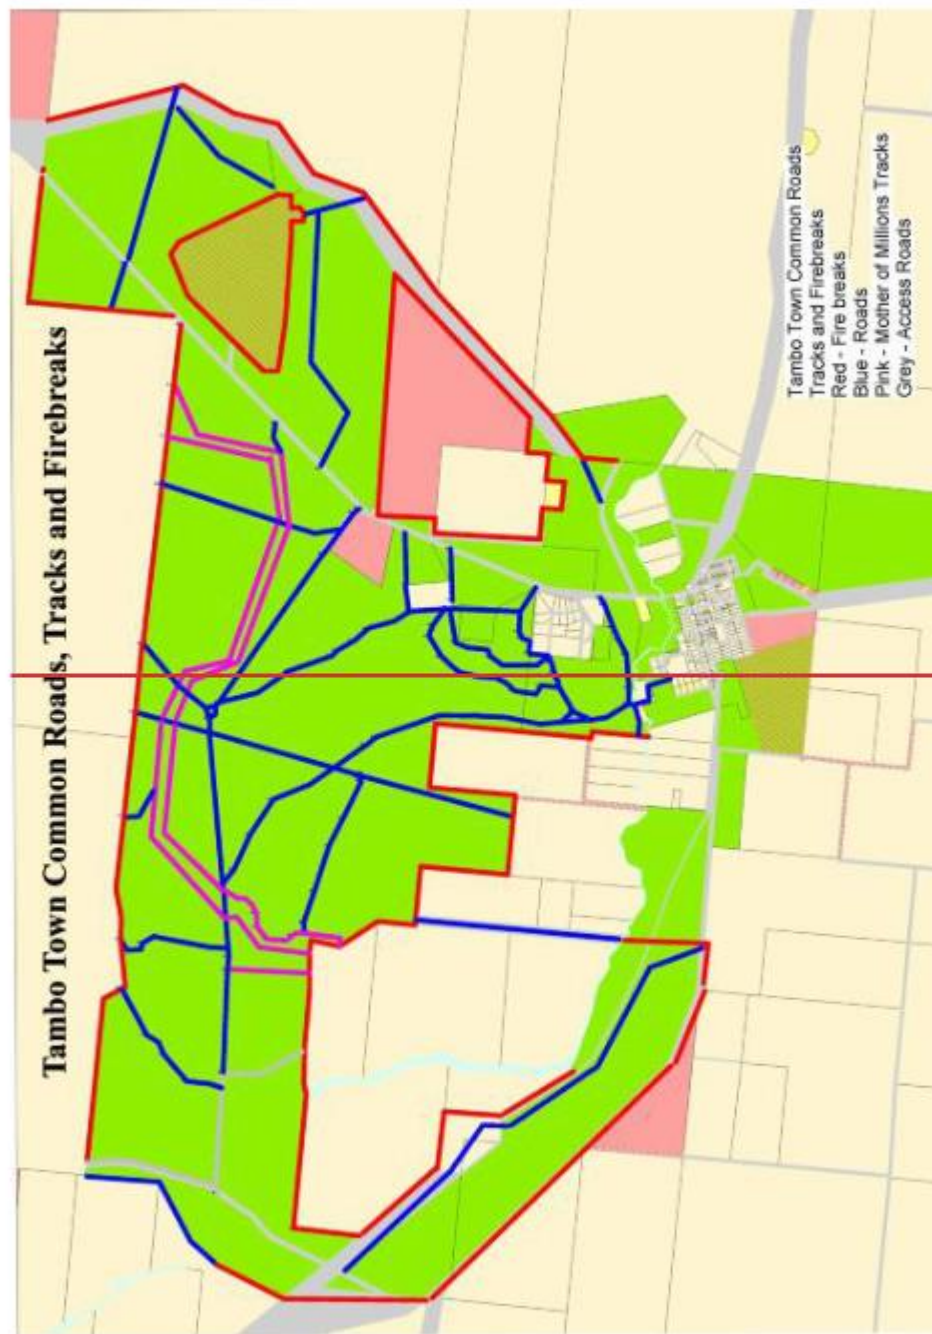 Tambo Town Common Roads, Tracks and Firebreaks
Tambo Town Common Roads
Tracks and Firebreaks
Red - Fire breaks
Blue - Roads
Pink - Mother of Millions Tracks
Grey - Access Roads